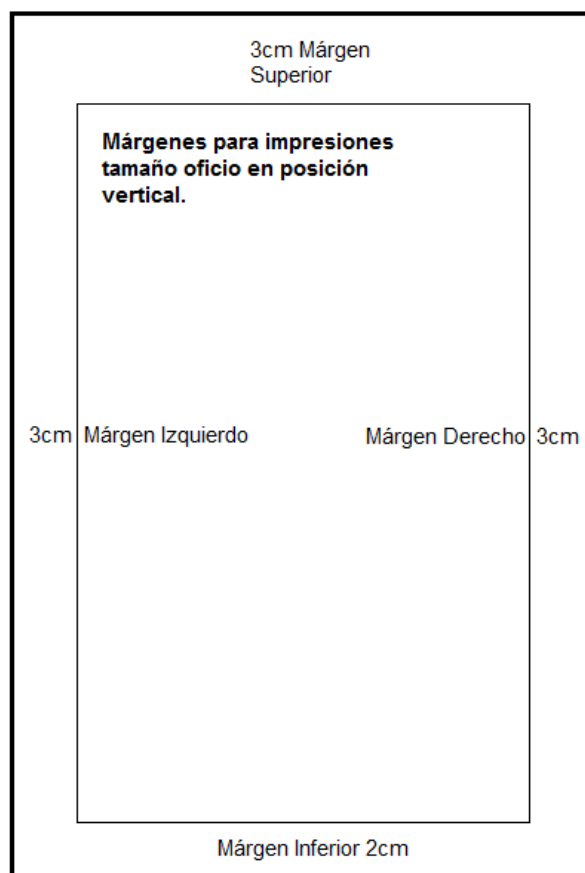 3cm Márgen
Superior
Márgenes para impresiones
tamaño oficio en posición
vertical.
3cm Márgen Izquierdo Márgen Derecho 3cm
Márgen Inferior 2cm